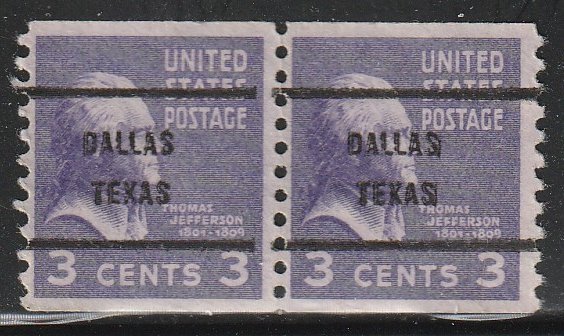 UNITED
STATES
POSTAGE
DALLAS
TEXAS
THOMAS
JEFFERSON
1801-1809
3 CENTS 3
UNITED
STATES
POSTAGE
DALLAS
TEXAS
THOMAS
JEFFERSON
1801-1809
3 CENTS 3